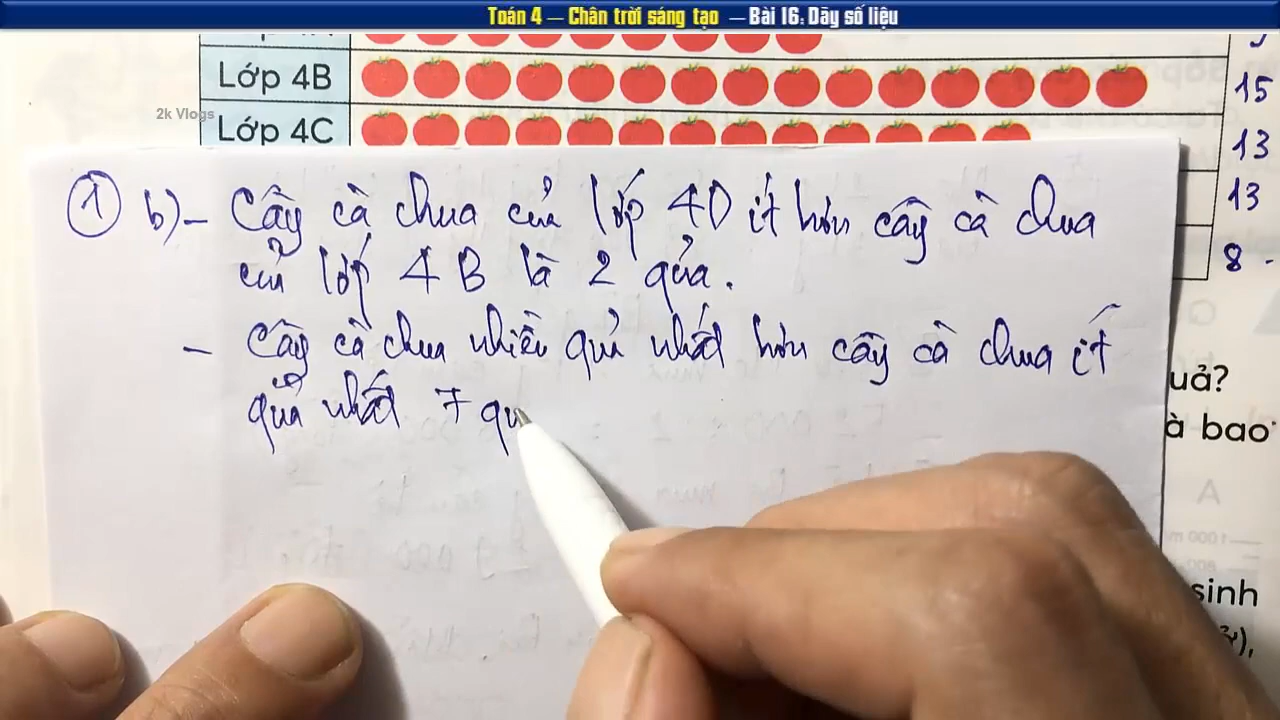 Toán 4 – Chân trời sáng tạo – Bài 16: Dãy số liệu
Lớp 4B 15
2k Vlogs
Lớp 4C 13
13
8
① b) – Cây cà chua của lớp 4D ít hơn cây cà chua
của lớp 4B là 2 quả.
– Cây cà chua nhiều quả nhất hơn cây cà chua ít
quả nhất 7 qu
uả?
à bao
A
1000 m
sinh